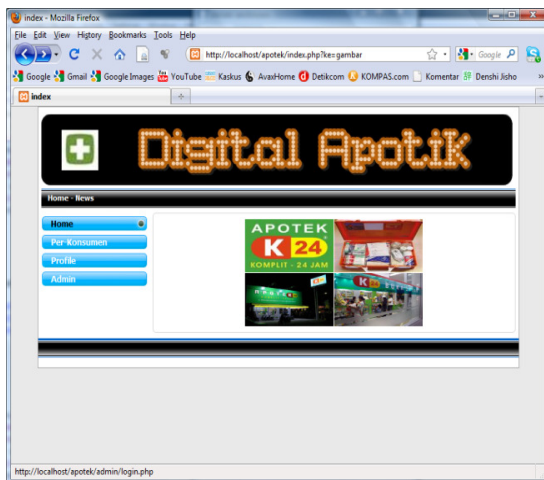 index - Mozilla Firefox
File Edit View History Bookmarks Tools Help
http://localhost/apotek/index.php?ke=gambar
Google
Google Gmail Google Images YouTube Kaskus AvaxHome Detikcom KOMPAS.com Komentar Denshi Jisho »
index
Digital Apotik
Home - News
Home
Per-Konsumen
Profile
Admin
APOTEK
K 24
KOMPLIT - 24 JAM
http://localhost/apotek/admin/login.php